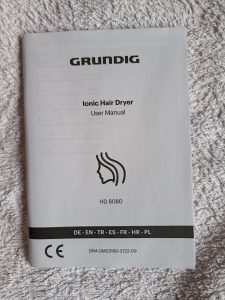 GRUNDIG
Ionic Hair Dryer
User Manual
HD 8080
DE - EN - TR - ES - FR - HR - PL
CE
01M-GMS3160-3722-09